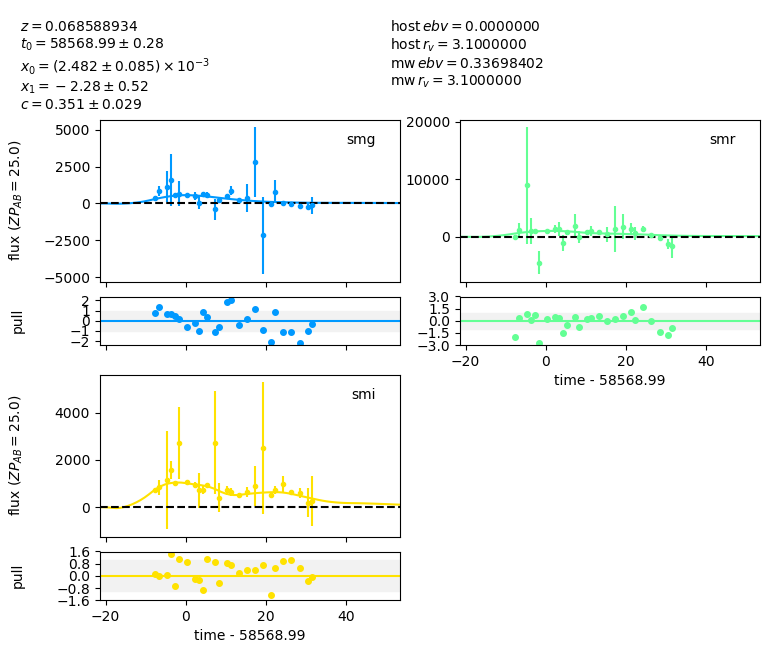 z = 0.068588934
t₀ = 58568.99 ± 0.28
x₀ = (2.482 ± 0.085) × 10⁻³
x₁ = −2.28 ± 0.52
c = 0.351 ± 0.029
host ebv = 0.0000000
host r_v = 3.1000000
mw ebv = 0.33698402
mw r_v = 3.1000000
flux (ZP_AB = 25.0)
5000
2500
0
−2500
−5000
smg
20000
10000
0
smr
pull
2
1
0
−1
−2
3.0
1.5
0.0
−1.5
−3.0
−20
0
20
40
time - 58568.99
flux (ZP_AB = 25.0)
4000
2000
0
smi
pull
1.6
0.8
0.0
−0.8
−1.6
−20
0
20
40
time - 58568.99